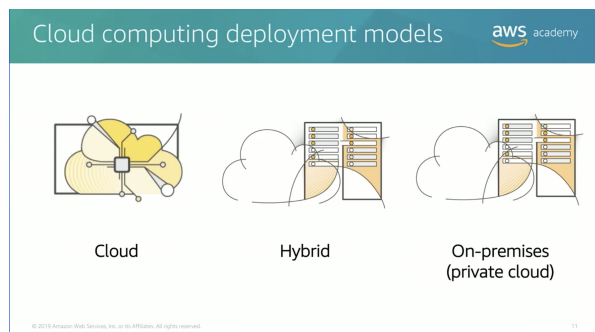 Cloud computing deployment models
aws academy
Cloud
Hybrid
On-premises
(private cloud)
© 2019 Amazon Web Services, Inc. or its Affiliates. All rights reserved.
11